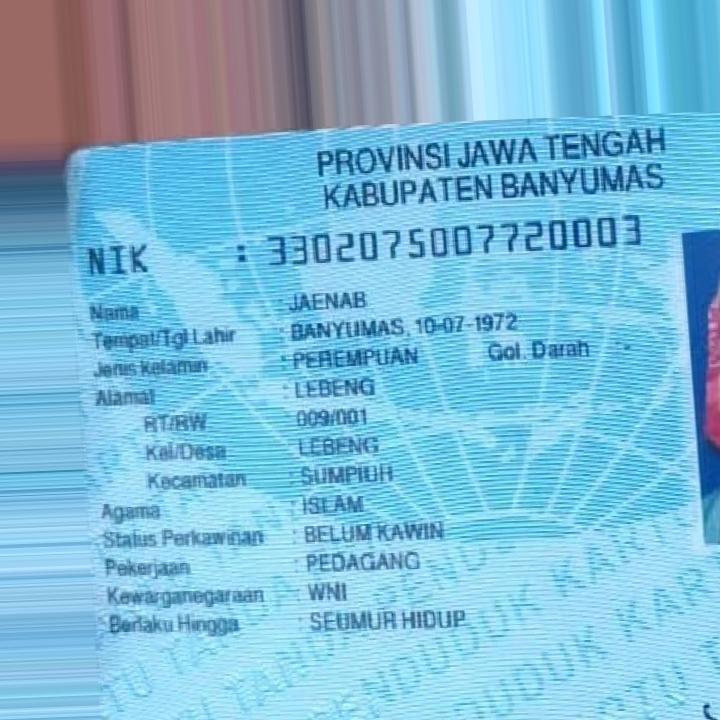 PROVINSI JAWA TENGAH
KABUPATEN BANYUMAS
NIK : 3302075007720003
Nama : JAENAB
Tempat/Tgl Lahir : BANYUMAS, 10-07-1972
Jenis kelamin : PEREMPUAN Gol. Darah : -
Alamat : LEBENG
RT/RW : 009/001
Kel/Desa : LEBENG
Kecamatan : SUMPIUH
Agama : ISLAM
Status Perkawinan : BELUM KAWIN
Pekerjaan : PEDAGANG
Kewarganegaraan : WNI
Berlaku Hingga : SEUMUR HIDUP